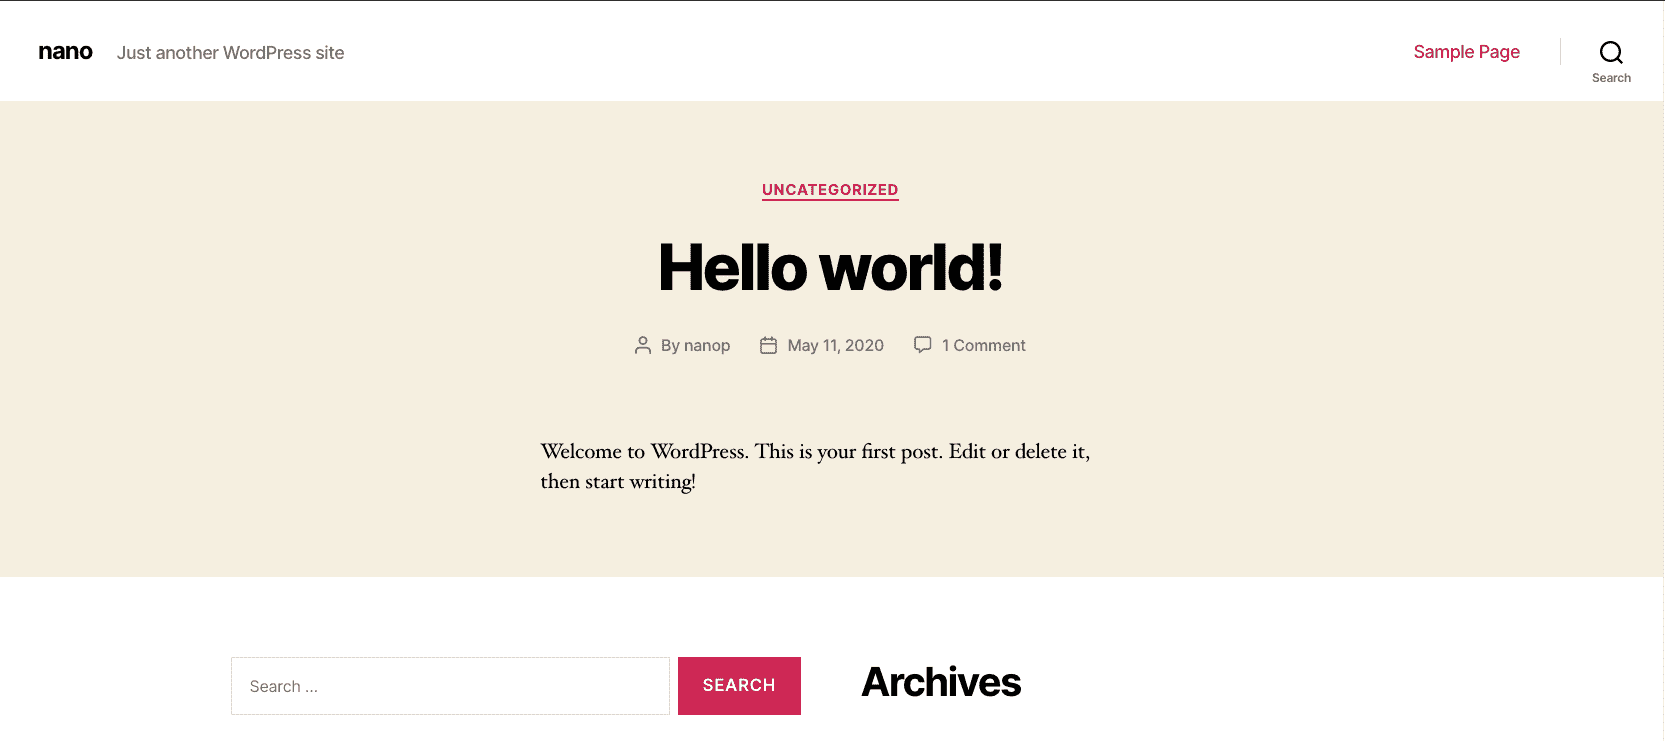 nano Just another WordPress site Sample Page
Search
UNCATEGORIZED
Hello world!
By nanop May 11, 2020 1 Comment
Welcome to WordPress. This is your first post. Edit or delete it,
then start writing!
Search ... SEARCH Archives